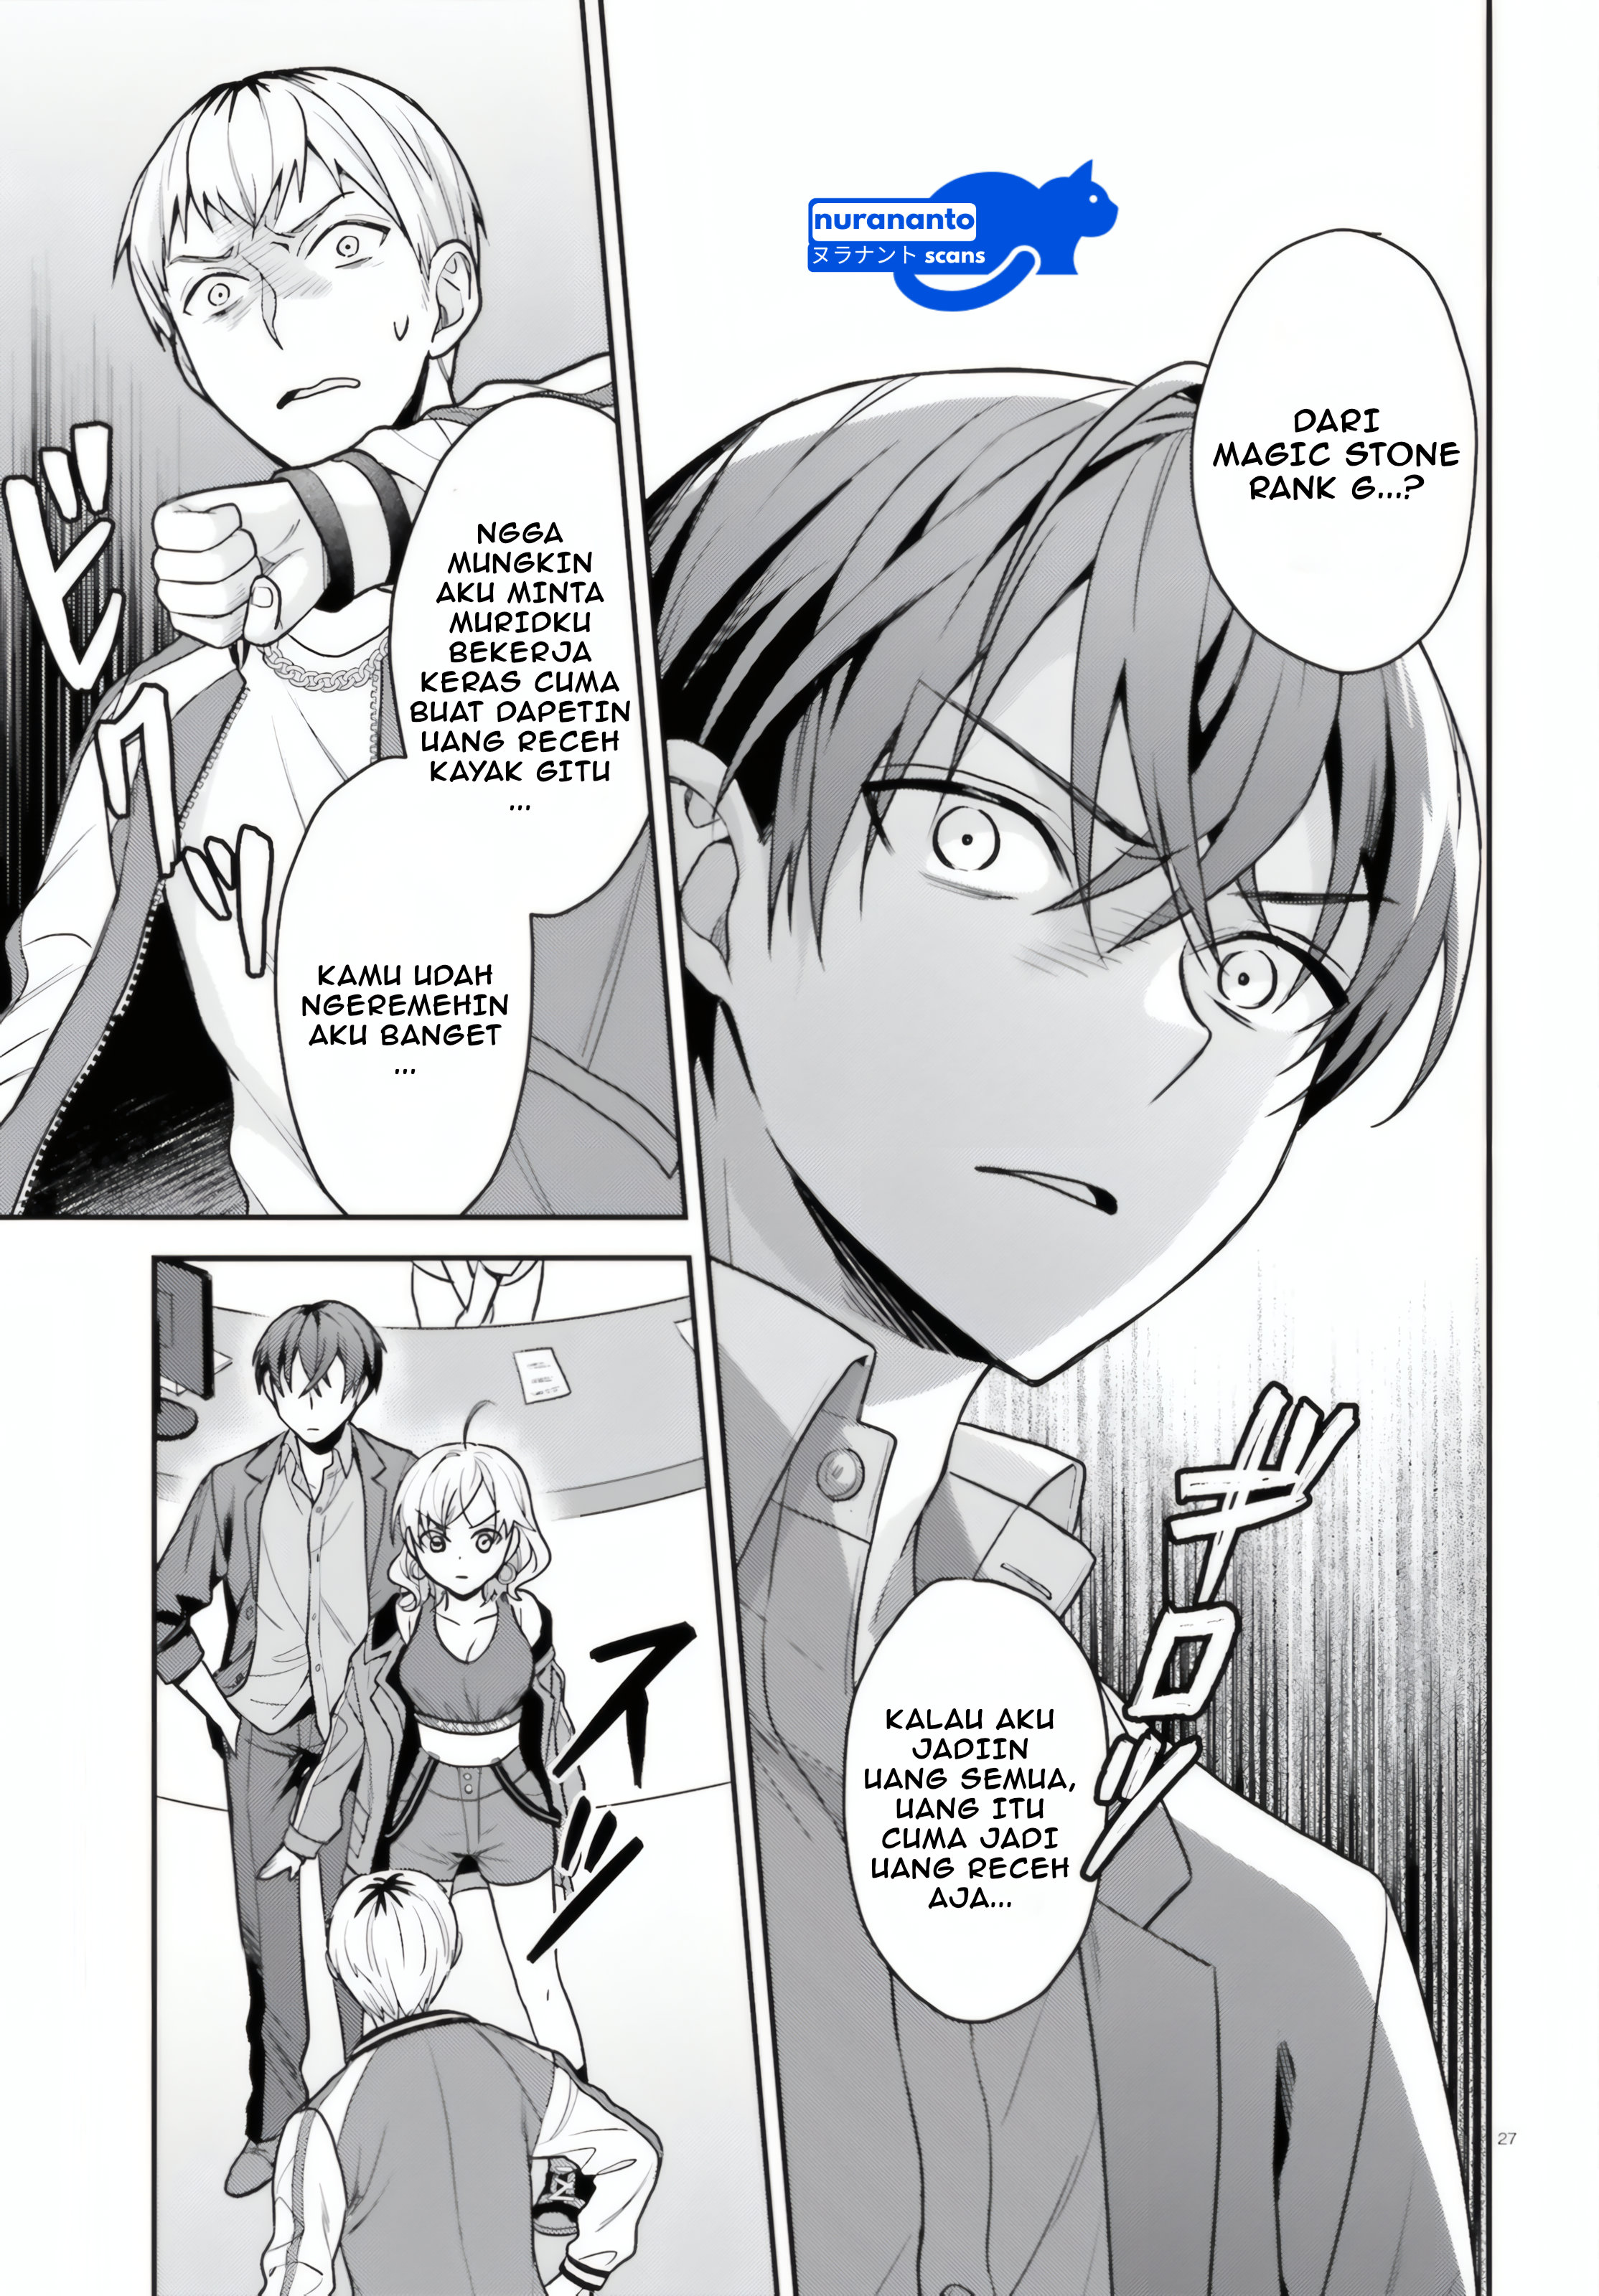 nurananto
ヌラナント scans
DARI
MAGIC STONE
RANK G...?
ギロッ
KALAU AKU
JADIIN
UANG SEMUA,
UANG ITU
CUMA JADI
UANG RECEH
AJA...
NGGA
MUNGKIN
AKU MINTA
MURIDKU
BEKERJA
KERAS CUMA
BUAT DAPETIN
UANG RECEH
KAYAK GITU
...
ビクッ
KAMU UDAH
NGEREMEHIN
AKU BANGET
...
スッ
27